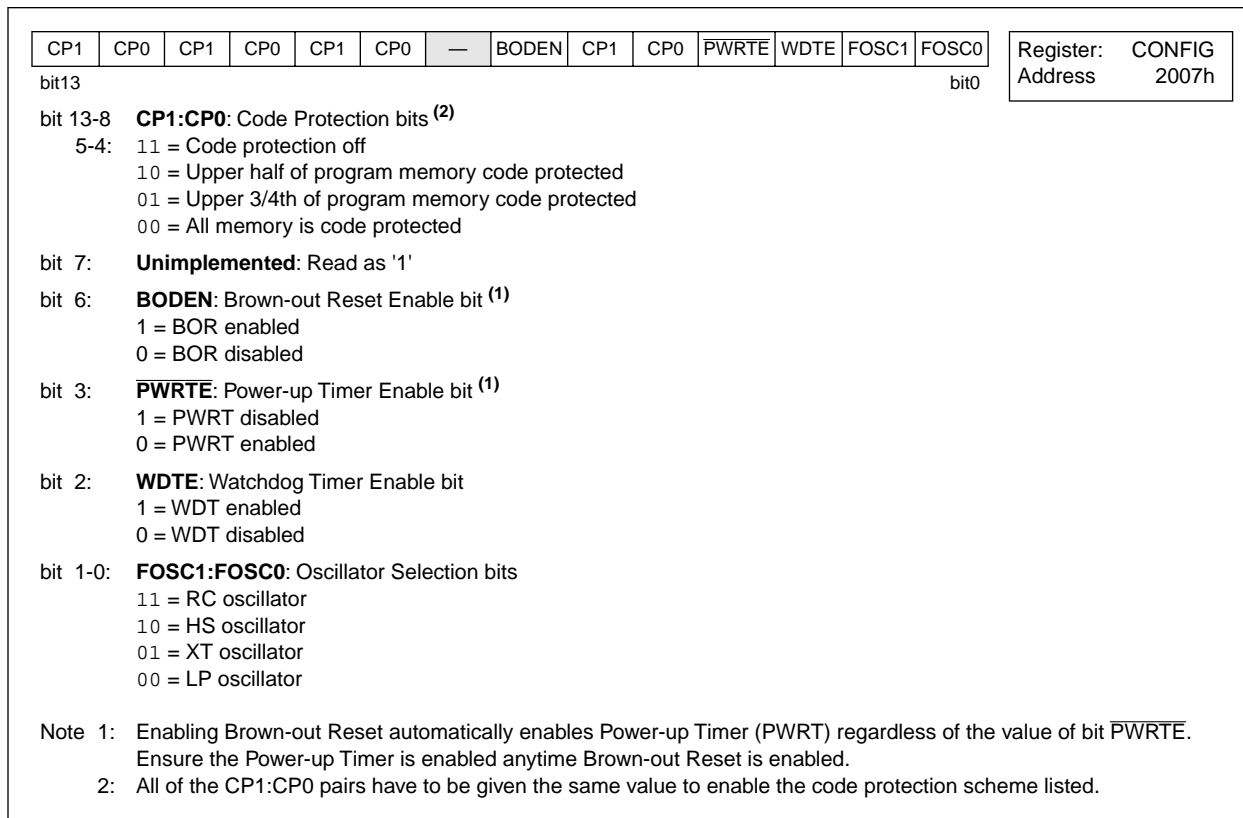 CP1 CP0 CP1 CP0 CP1 CP0 — BODEN CP1 CP0 PWRTE WDTE FOSC1 FOSC0
bit13 bit0
Register: CONFIG
Address 2007h
bit 13-8 CP1:CP0: Code Protection bits (2)
5-4: 11 = Code protection off
10 = Upper half of program memory code protected
01 = Upper 3/4th of program memory code protected
00 = All memory is code protected
bit 7: Unimplemented: Read as '1'
bit 6: BODEN: Brown-out Reset Enable bit (1)
1 = BOR enabled
0 = BOR disabled
bit 3: PWRTE: Power-up Timer Enable bit (1)
1 = PWRT disabled
0 = PWRT enabled
bit 2: WDTE: Watchdog Timer Enable bit
1 = WDT enabled
0 = WDT disabled
bit 1-0: FOSC1:FOSC0: Oscillator Selection bits
11 = RC oscillator
10 = HS oscillator
01 = XT oscillator
00 = LP oscillator
Note 1: Enabling Brown-out Reset automatically enables Power-up Timer (PWRT) regardless of the value of bit PWRTE.
Ensure the Power-up Timer is enabled anytime Brown-out Reset is enabled.
2: All of the CP1:CP0 pairs have to be given the same value to enable the code protection scheme listed.